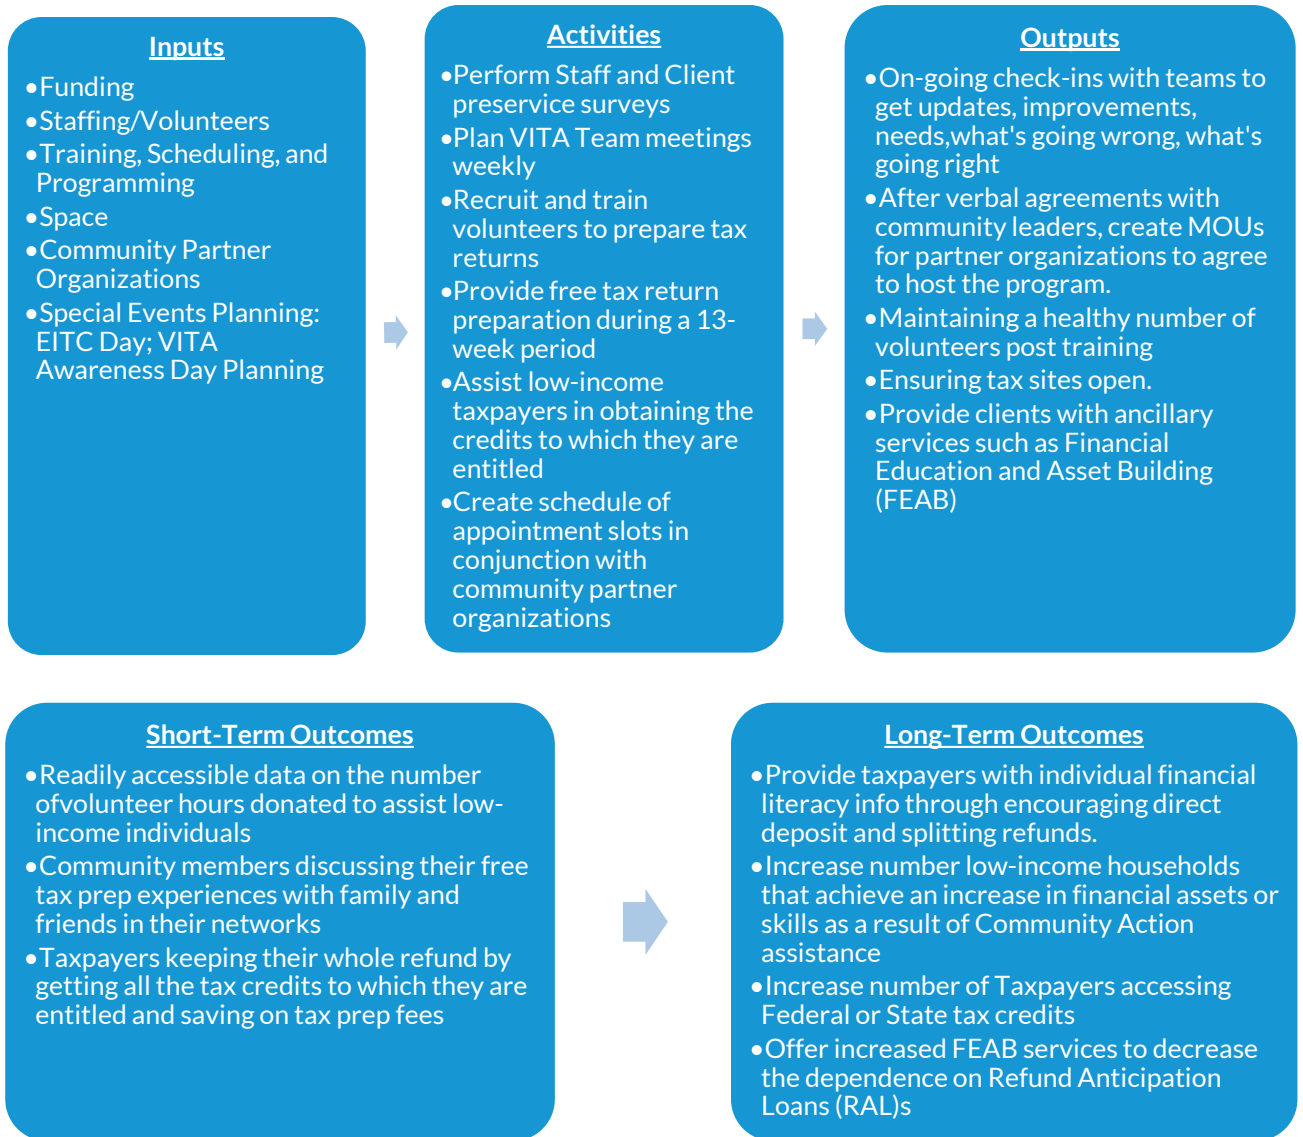 Inputs
•Funding
•Staffing/Volunteers
•Training, Scheduling, and
Programming
•Space
•Community Partner
Organizations
•Special Events Planning:
EITC Day; VITA
Awareness Day Planning
Activities
•Perform Staff and Client
preservice surveys
•Plan VITA Team meetings
weekly
•Recruit and train
volunteers to prepare tax
returns
•Provide free tax return
preparation during a 13-
week period
•Assist low-income
taxpayers in obtaining the
credits to which they are
entitled
•Create schedule of
appointment slots in
conjunction with
community partner
organizations
Outputs
•On-going check-ins with teams to
get updates, improvements,
needs,what's going wrong, what's
going right
•After verbal agreements with
community leaders, create MOUs
for partner organizations to agree
to host the program.
•Maintaining a healthy number of
volunteers post training
•Ensuring tax sites open.
•Provide clients with ancillary
services such as Financial
Education and Asset Building
(FEAB)
Short-Term Outcomes
•Readily accessible data on the number
ofvolunteer hours donated to assist low-
income individuals
•Community members discussing their free
tax prep experiences with family and
friends in their networks
•Taxpayers keeping their whole refund by
getting all the tax credits to which they are
entitled and saving on tax prep fees
Long-Term Outcomes
•Provide taxpayers with individual financial
literacy info through encouraging direct
deposit and splitting refunds.
•Increase number low-income households
that achieve an increase in financial assets or
skills as a result of Community Action
assistance
•Increase number of Taxpayers accessing
Federal or State tax credits
•Offer increased FEAB services to decrease
the dependence on Refund Anticipation
Loans (RAL)s